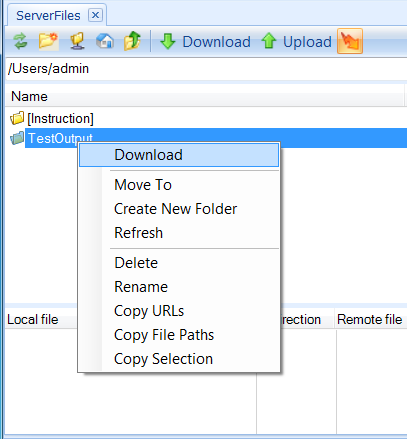 ServerFiles
Download Upload
/Users/admin
Name
[Instruction]
TestOutput
Download
Move To
Create New Folder
Refresh
Delete
Rename
Copy URLs
Copy File Paths
Copy Selection
Local file rection Remote file